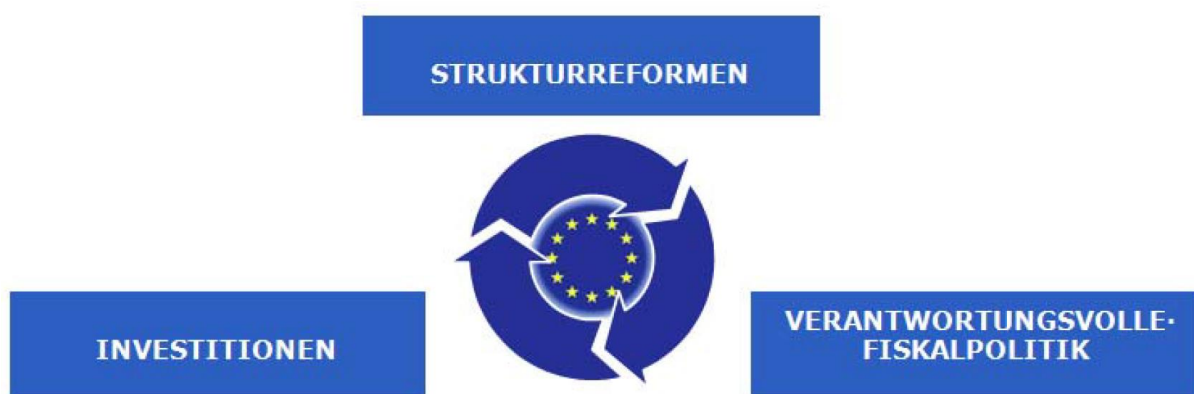 STRUKTURREFORMEN
INVESTITIONEN
VERANTWORTUNGSVOLLE·
FISKALPOLITIK